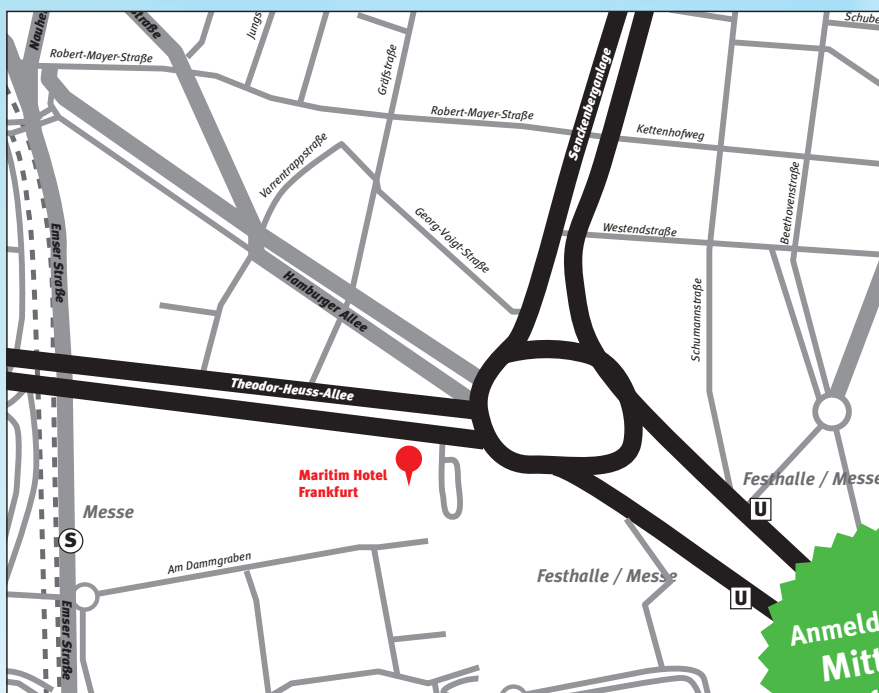 Nauhe
Straße
Jungs
Schube
Robert-Mayer-Straße
Gräfstraße
Senckenberganlage
Robert-Mayer-Straße
Kettenhofweg
Varrentrappstraße
Beethovenstraße
Georg-Voigt-Straße
Westendstraße
Emser Straße
Hamburger Allee
Schumannstraße
Theodor-Heuss-Allee
Maritim Hotel
Frankfurt
Festhalle / Messe
U
Messe
S
Am Dammgraben
Festhalle / Messe
U
Emser Straße
Anmeld
Mitt